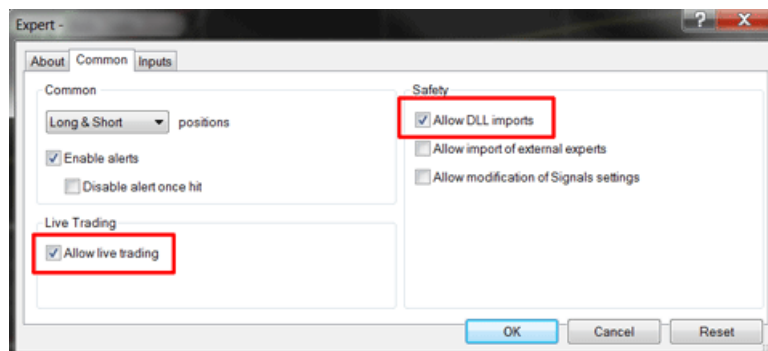 Expert -
?
X
About
Common
Inputs
Common
Long & Short
positions
Enable alerts
Disable alert once hit
Live Trading
Allow live trading
Safety
Allow DLL imports
Allow import of external experts
Allow modification of Signals settings
OK
Cancel
Reset